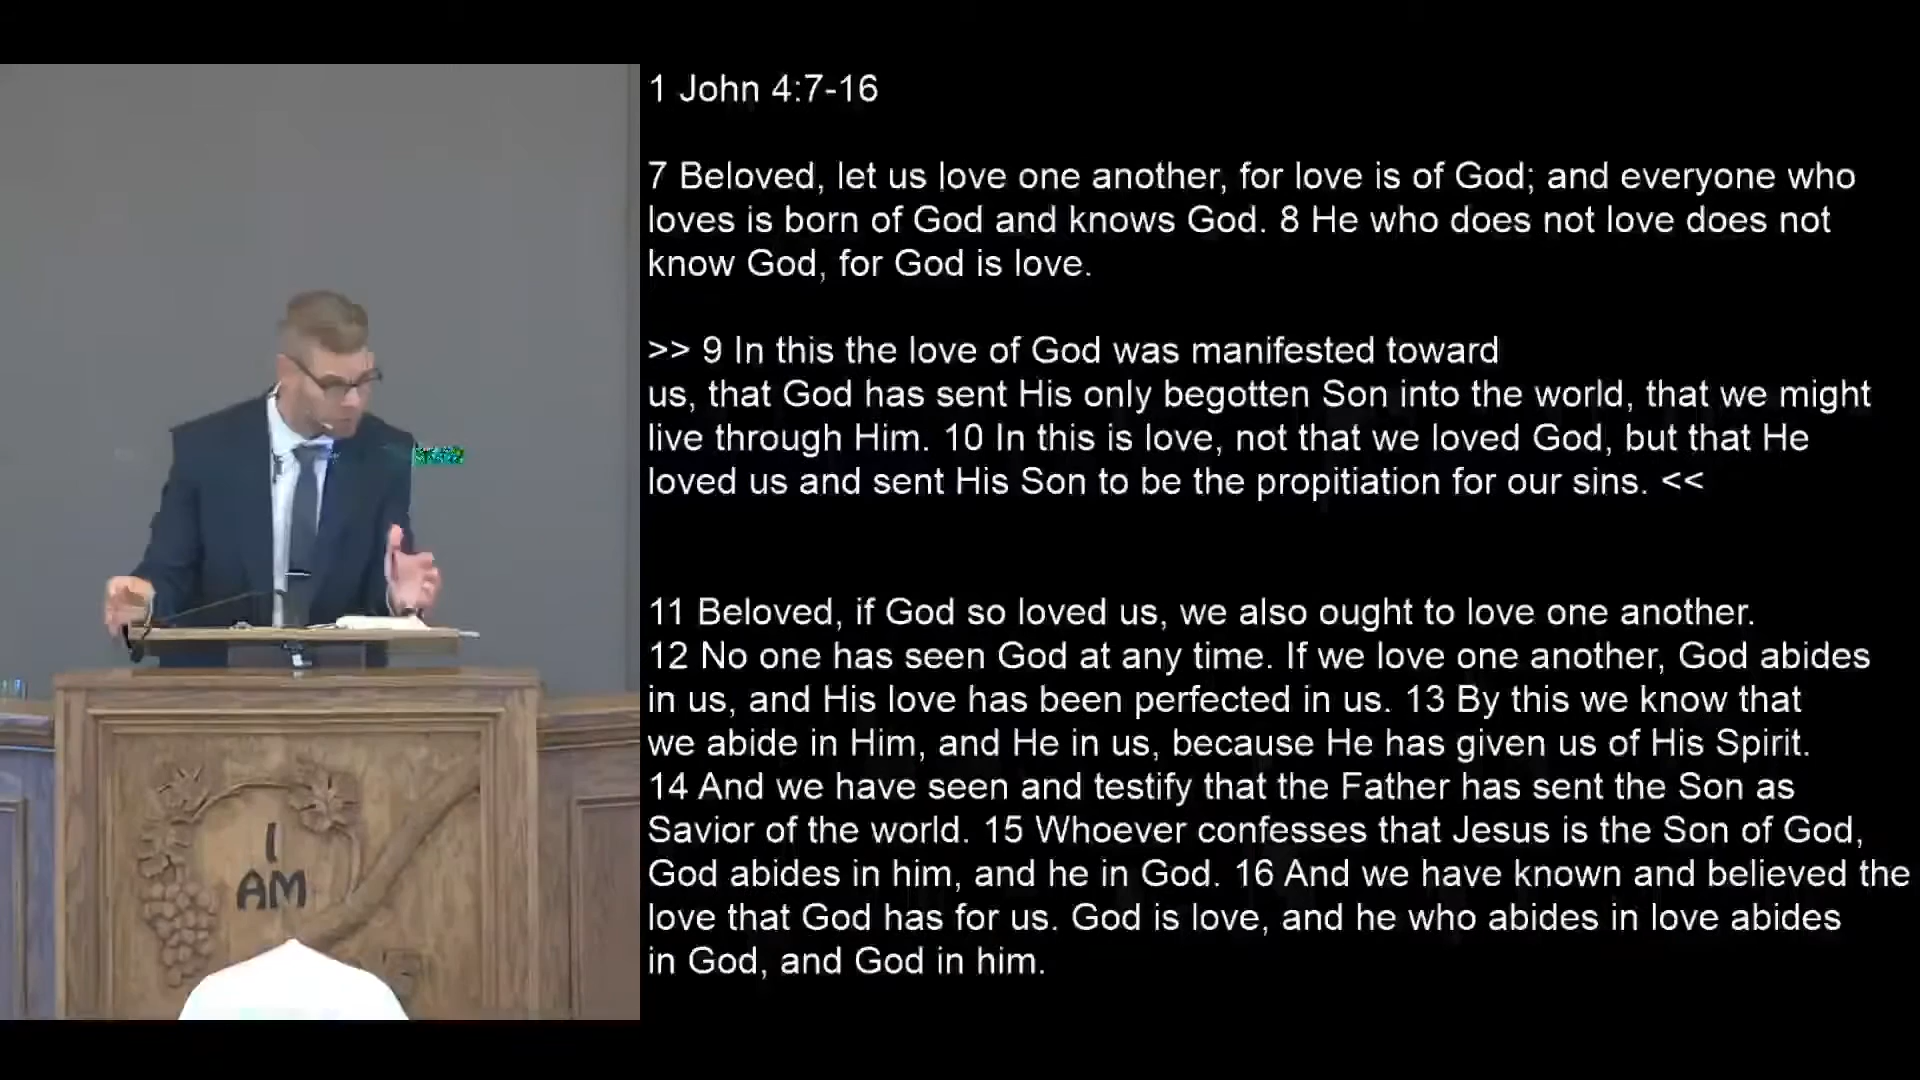 1 John 4:7-16
7 Beloved, let us love one another, for love is of God; and everyone who
loves is born of God and knows God. 8 He who does not love does not
know God, for God is love.
>> 9 In this the love of God was manifested toward
us, that God has sent His only begotten Son into the world, that we might
live through Him. 10 In this is love, not that we loved God, but that He
loved us and sent His Son to be the propitiation for our sins. <<
11 Beloved, if God so loved us, we also ought to love one another.
12 No one has seen God at any time. If we love one another, God abides
in us, and His love has been perfected in us. 13 By this we know that
we abide in Him, and He in us, because He has given us of His Spirit.
14 And we have seen and testify that the Father has sent the Son as
Savior of the world. 15 Whoever confesses that Jesus is the Son of God,
God abides in him, and he in God. 16 And we have known and believed the
love that God has for us. God is love, and he who abides in love abides
in God, and God in him.
I
AM